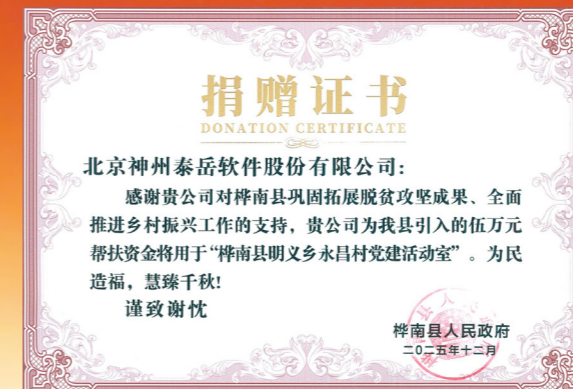 捐赠证书
DONATION CERTIFICATE
北京神州泰岳软件股份有限公司:
感谢贵公司对桦南县巩固拓展脱贫攻坚成果、全面
推进乡村振兴工作的支持，贵公司为我县引入的伍万元
帮扶资金将用于“桦南县明义乡永昌村党建活动室”。为民
造福，慧臻千秋!
谨致谢忱
桦南县人民政府
二〇二五年十二月